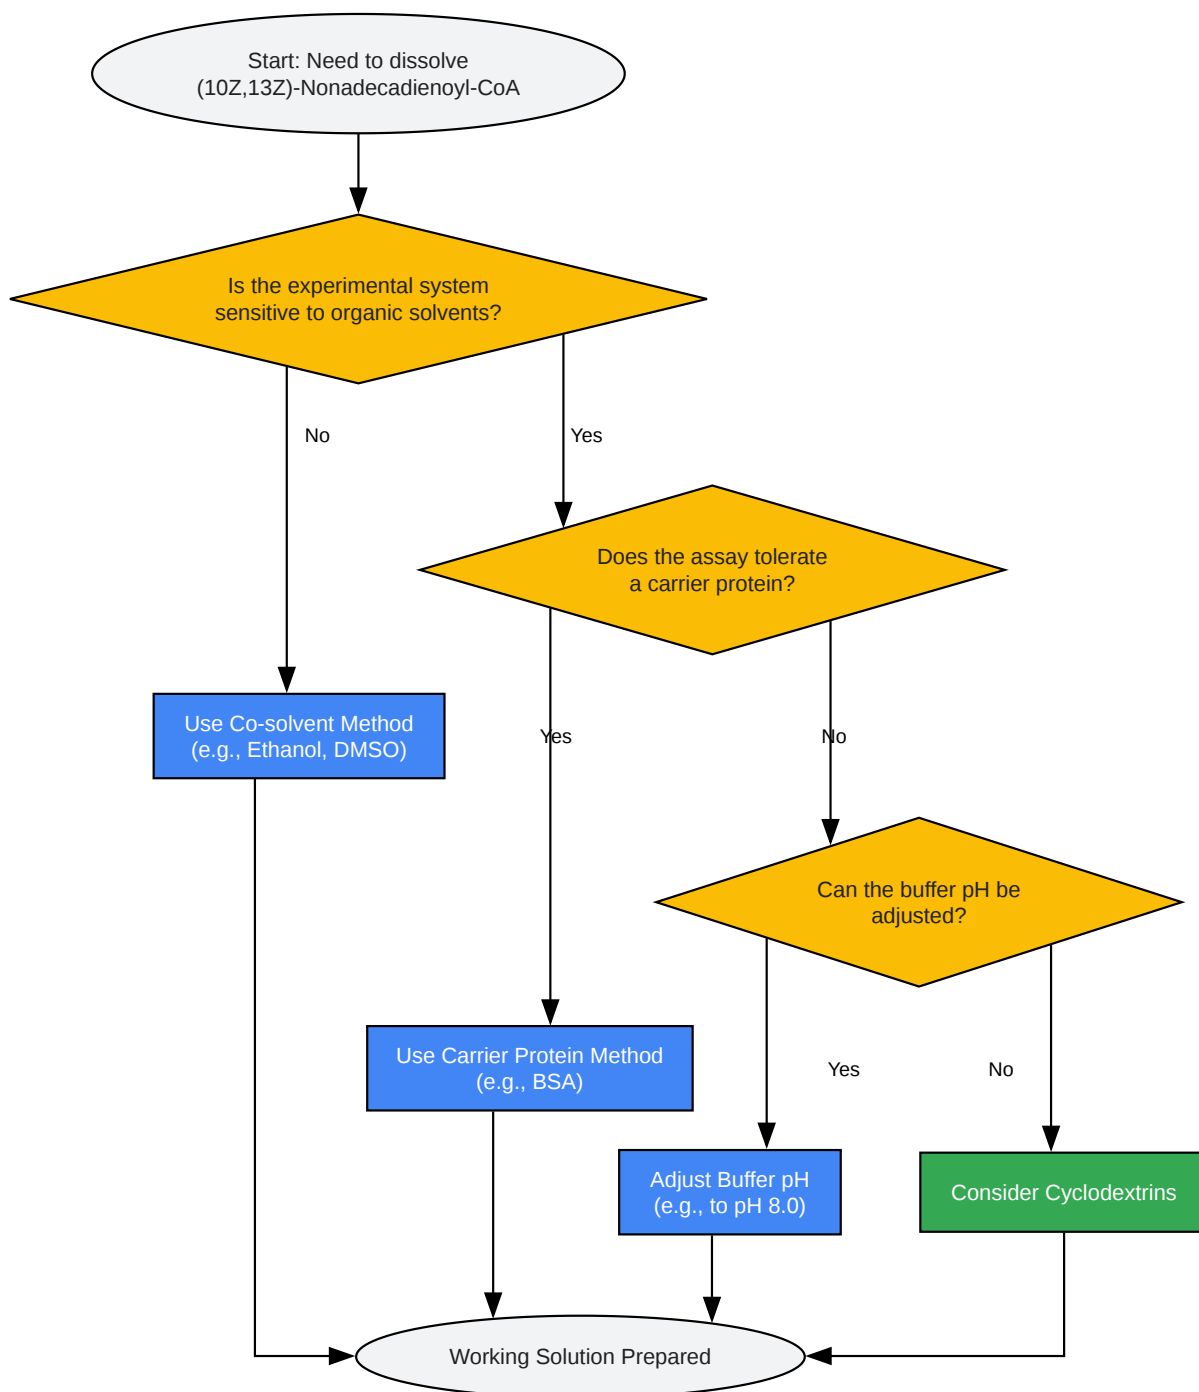 Start: Need to dissolve
(10Z,13Z)-Nonadecadienoyl-CoA
Is the experimental system
sensitive to organic solvents?
No
Yes
Does the assay tolerate
a carrier protein?
Use Co-solvent Method
(e.g., Ethanol, DMSO)
Yes
No
Can the buffer pH be
adjusted?
Use Carrier Protein Method
(e.g., BSA)
Yes
No
Adjust Buffer pH
(e.g., to pH 8.0)
Consider Cyclodextrins
Working Solution Prepared